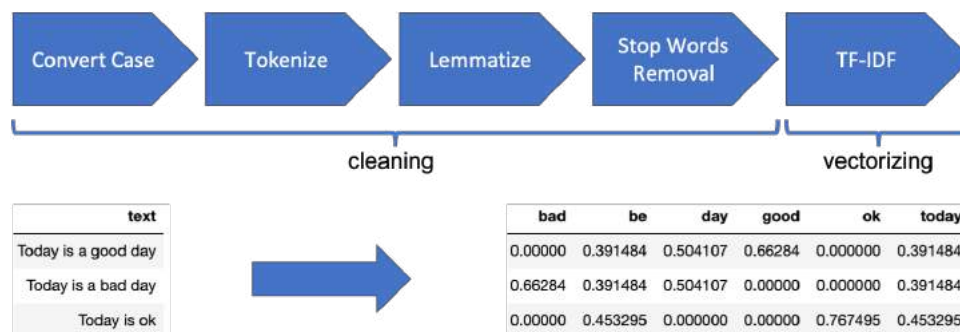 Convert Case
Tokenize
Lemmatize
Stop Words
Removal
TF-IDF
cleaning
vectorizing
text
Today is a good day
Today is a bad day
Today is ok
bad be day good ok today
0.00000 0.391484 0.504107 0.66284 0.000000 0.391484
0.66284 0.391484 0.504107 0.00000 0.000000 0.391484
0.00000 0.453295 0.000000 0.00000 0.767495 0.453295